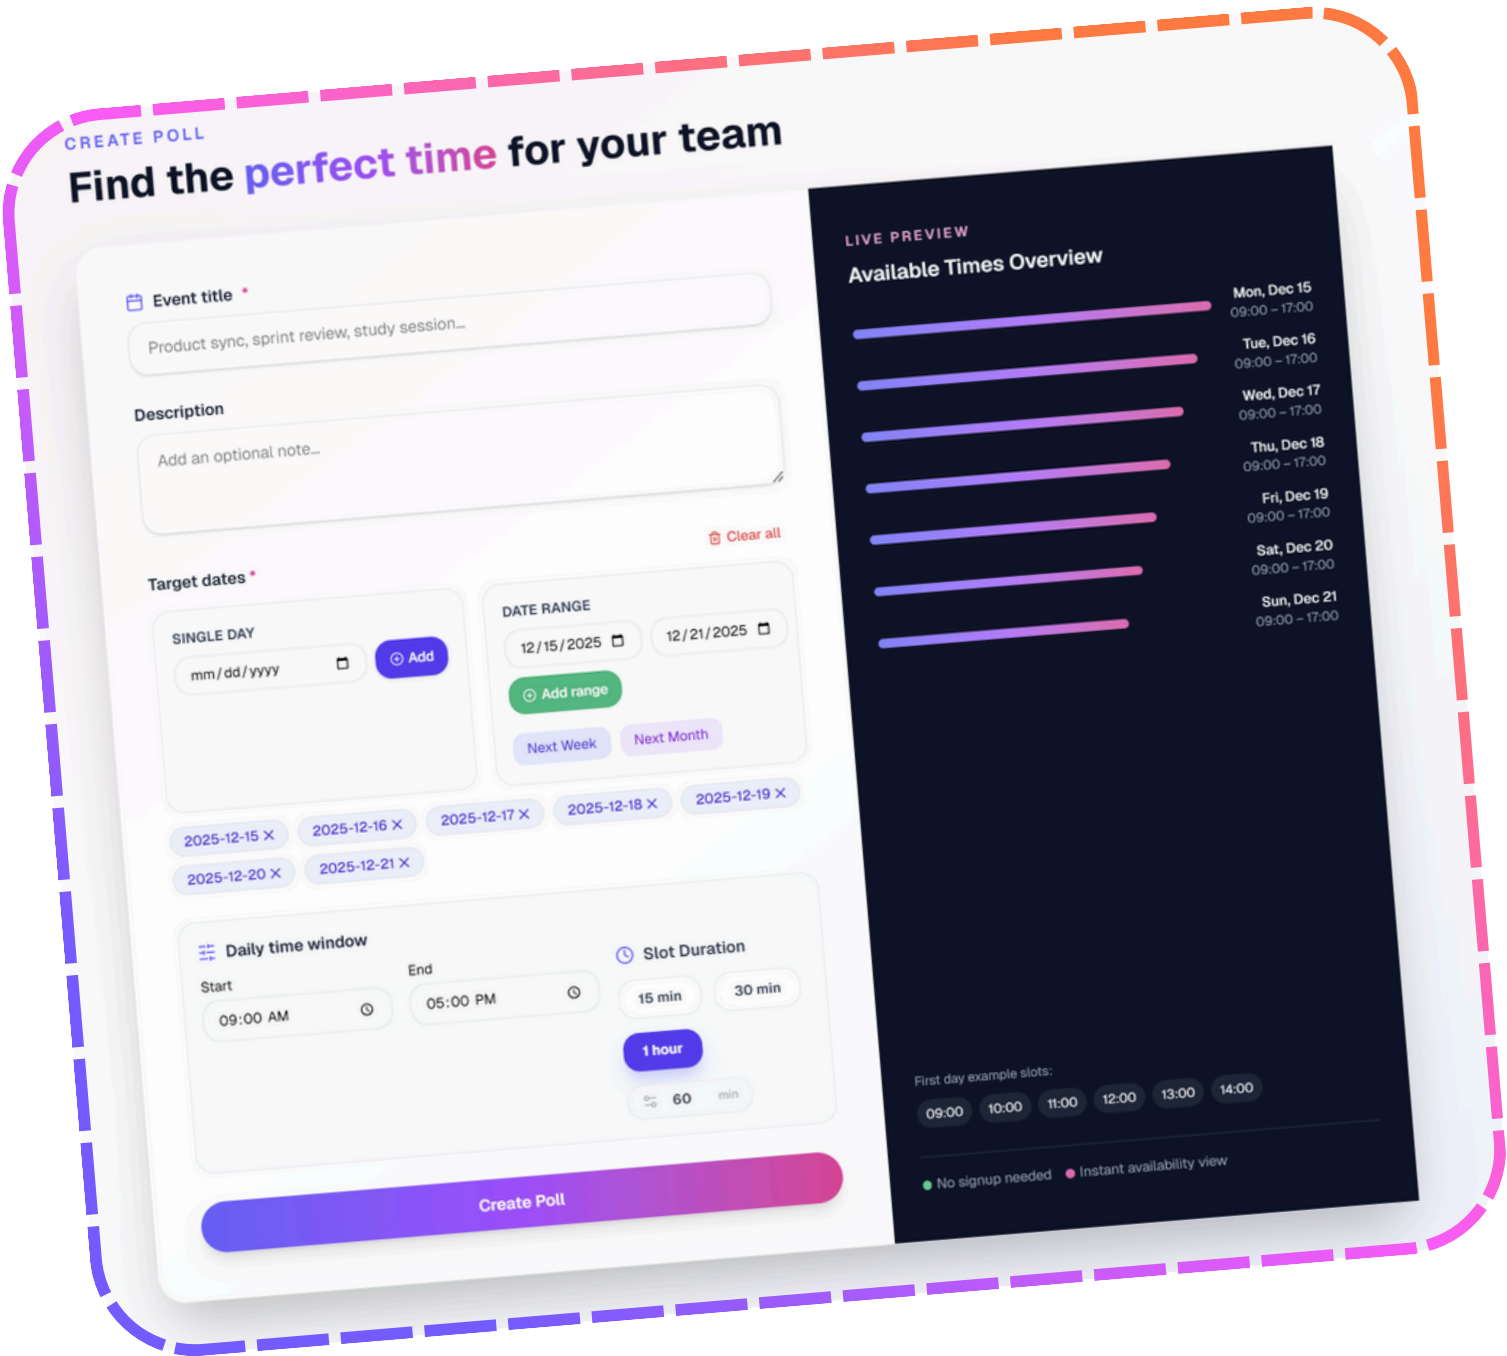 CREATE POLL
Find the perfect time for your team
Event title *
Product sync, sprint review, study session...
Description
Add an optional note...
Target dates *
Clear all
SINGLE DAY
mm/dd/yyyy
Add
DATE RANGE
12/15/2025
12/21/2025
Add range
Next Week
Next Month
2025-12-15 ×
2025-12-16 ×
2025-12-17 ×
2025-12-18 ×
2025-12-19 ×
2025-12-20 ×
2025-12-21 ×
Daily time window
Start
09:00 AM
End
05:00 PM
Slot Duration
15 min
30 min
1 hour
60 min
Create Poll
LIVE PREVIEW
Available Times Overview
Mon, Dec 15
09:00 – 17:00
Tue, Dec 16
09:00 – 17:00
Wed, Dec 17
09:00 – 17:00
Thu, Dec 18
09:00 – 17:00
Fri, Dec 19
09:00 – 17:00
Sat, Dec 20
09:00 – 17:00
Sun, Dec 21
09:00 – 17:00
First day example slots:
09:00 10:00 11:00 12:00 13:00 14:00
No signup needed
Instant availability view